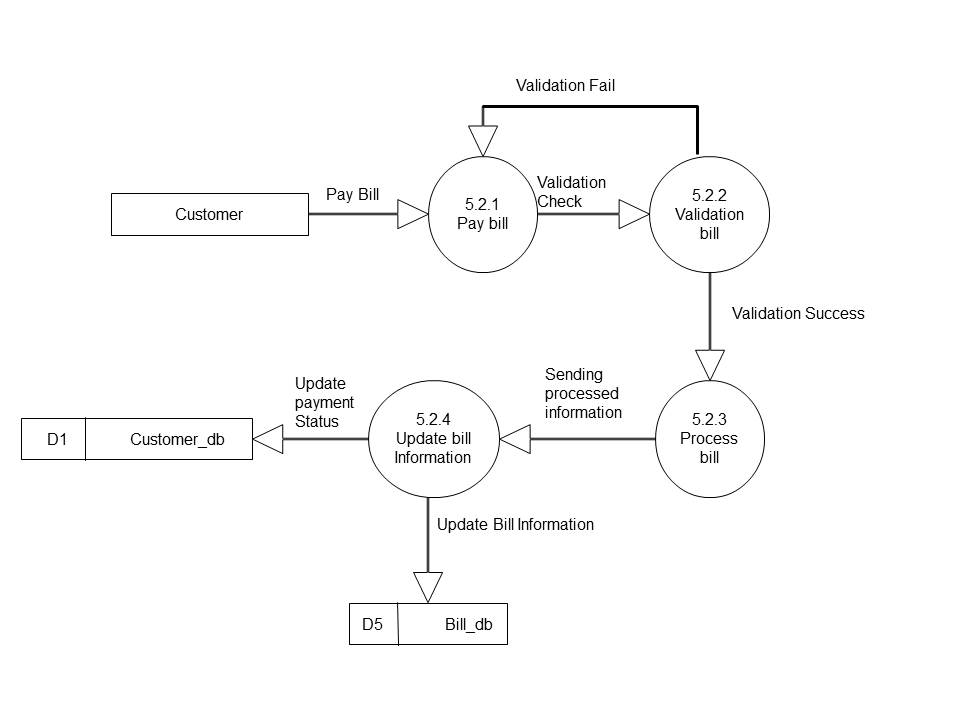 Validation Fail
Pay Bill
Validation
Check
Customer
5.2.1
Pay bill
5.2.2
Validation
bill
Validation Success
Update
payment
Status
Sending
processed
information
D1
Customer_db
5.2.4
Update bill
Information
5.2.3
Process
bill
Update Bill Information
D5
Bill_db